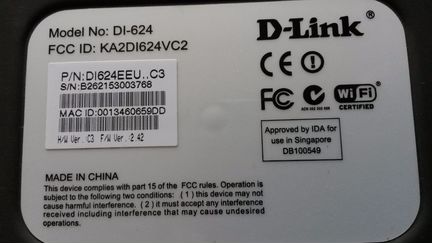 Model No: DI-624
FCC ID: KA2DI624VC2
D-Link
P/N:DI624EEU..C3
S/N:B262153003768
MAC ID:0013460659DD
H/W Ver.:C3 F/W Ver.:2.42
CE
FC
Wi Fi
CERTIFIED
Approved by IDA for
use in Singapore
DB100549
MADE IN CHINA
This device complies with part 15 of the FCC rules. Operation is
subject to the following two conditions: ( 1 ) this device may not
cause harmful interference. ( 2 ) it must accept any interference
received including interference that may cause undesired
operations.